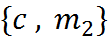 {𝑐 , 𝑚₂}